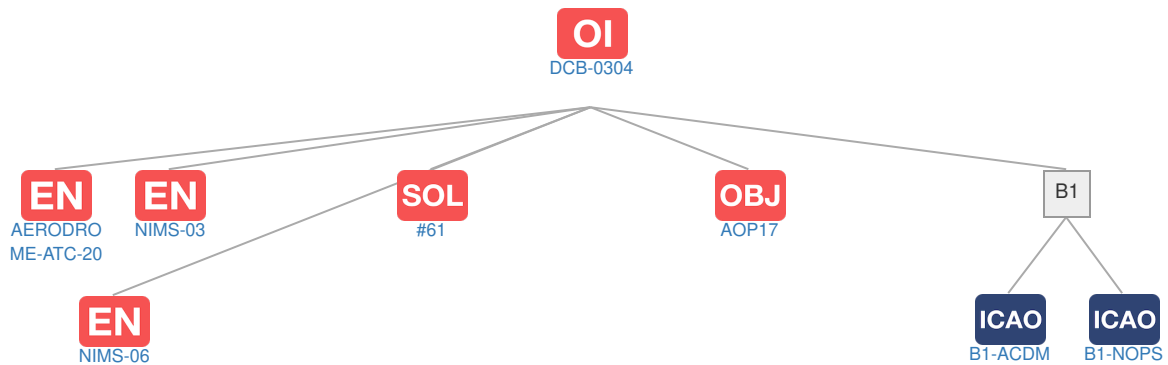 OI
DCB-0304
EN
AERODRO
ME-ATC-20
EN
NIMS-03
SOL
#61
OBJ
AOP17
B1
EN
NIMS-06
ICAO
B1-ACDM
ICAO
B1-NOPS